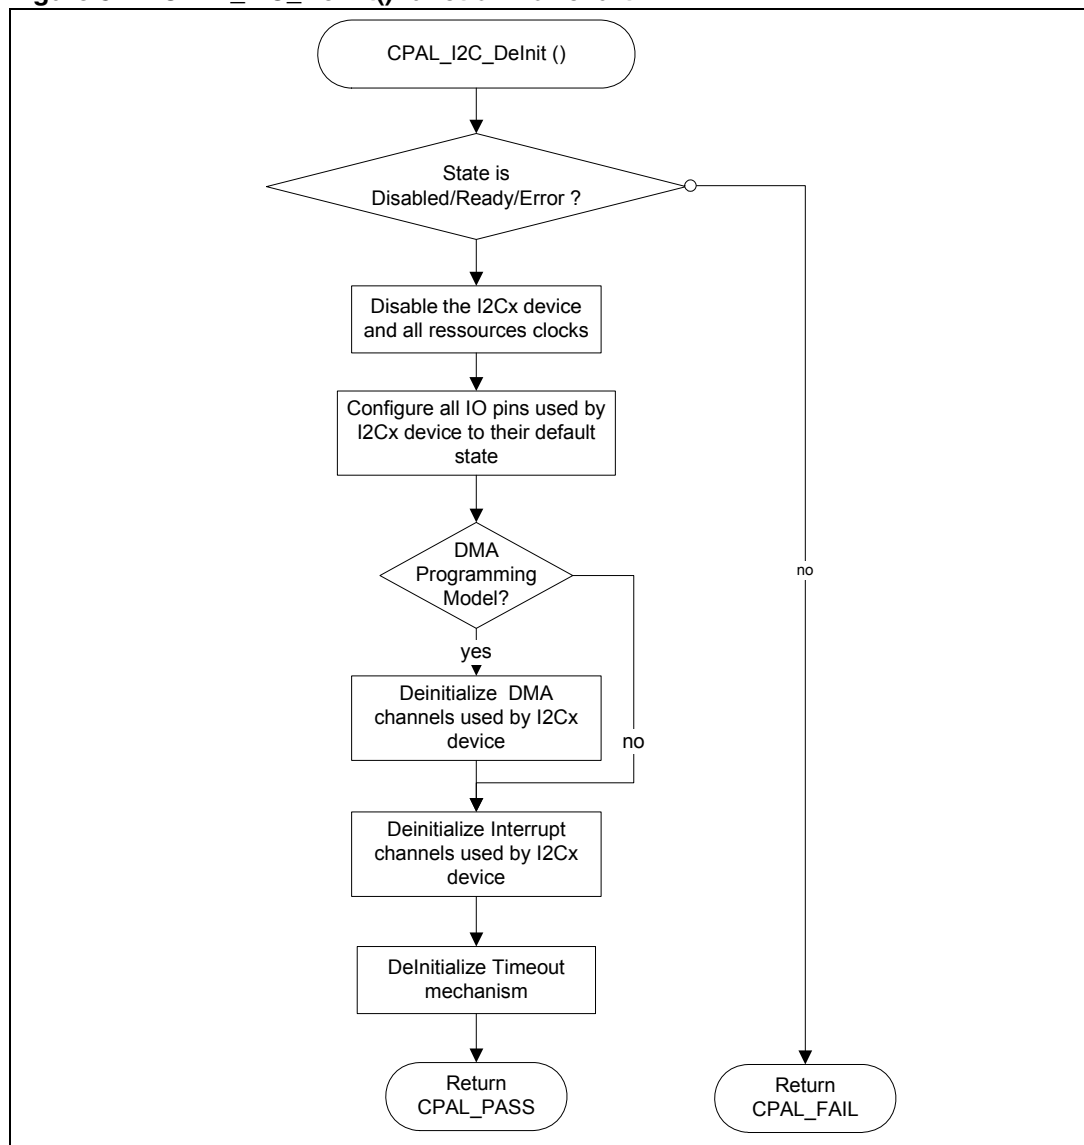 CPAL_I2C_DeInit ()
State is
Disabled/Ready/Error ?
Disable the I2Cx device
and all ressources clocks
Configure all IO pins used by
I2Cx device to their default
state
DMA
Programming
Model?
no
yes
Deinitialize DMA
channels used by I2Cx
device
no
Deinitialize Interrupt
channels used by I2Cx
device
DeInitialize Timeout
mechanism
Return
CPAL_PASS
Return
CPAL_FAIL